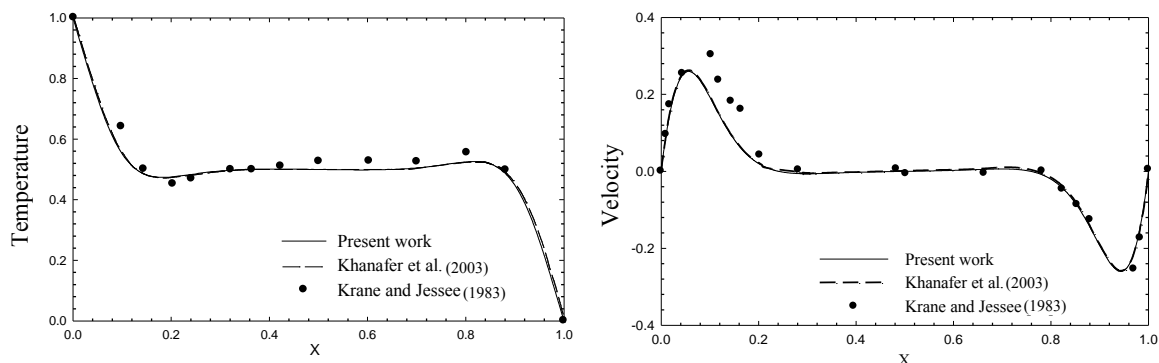 1.0
0.8
0.6
0.4
0.2
0.0
Temperature
Present work
Khanafer et al. (2003)
Krane and Jessee (1983)
0.0 0.2 0.4 0.6 0.8 1.0
X
0.4
0.2
0.0
-0.2
-0.4
Velocity
Present work
Khanafer et al. (2003)
Krane and Jessee (1983)
0.0 0.2 0.4 0.6 0.8 1.0
X